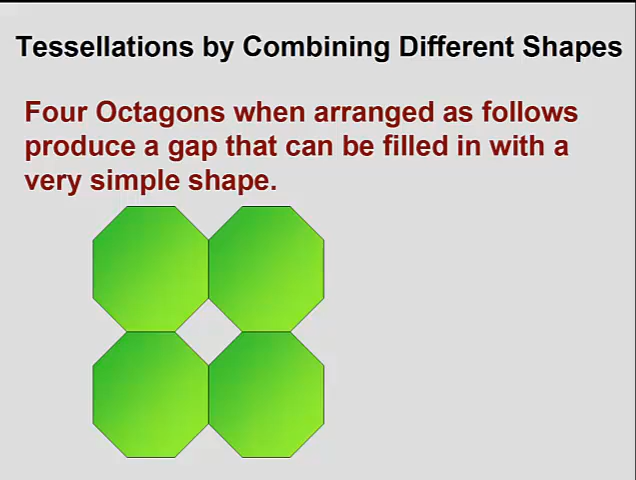 Tessellations by Combining Different Shapes
Four Octagons when arranged as follows
produce a gap that can be filled in with a
very simple shape.